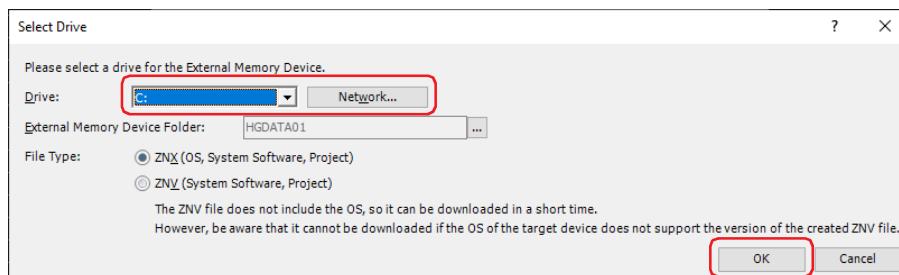 Select Drive ? ×
Please select a drive for the External Memory Device.
Drive: C: Network...
External Memory Device Folder: HGDATA01 ...
File Type: ZNX (OS, System Software, Project)
ZNV (System Software, Project)
The ZNV file does not include the OS, so it can be downloaded in a short time.
However, be aware that it cannot be downloaded if the OS of the target device does not support the version of the created ZNV file.
OK Cancel